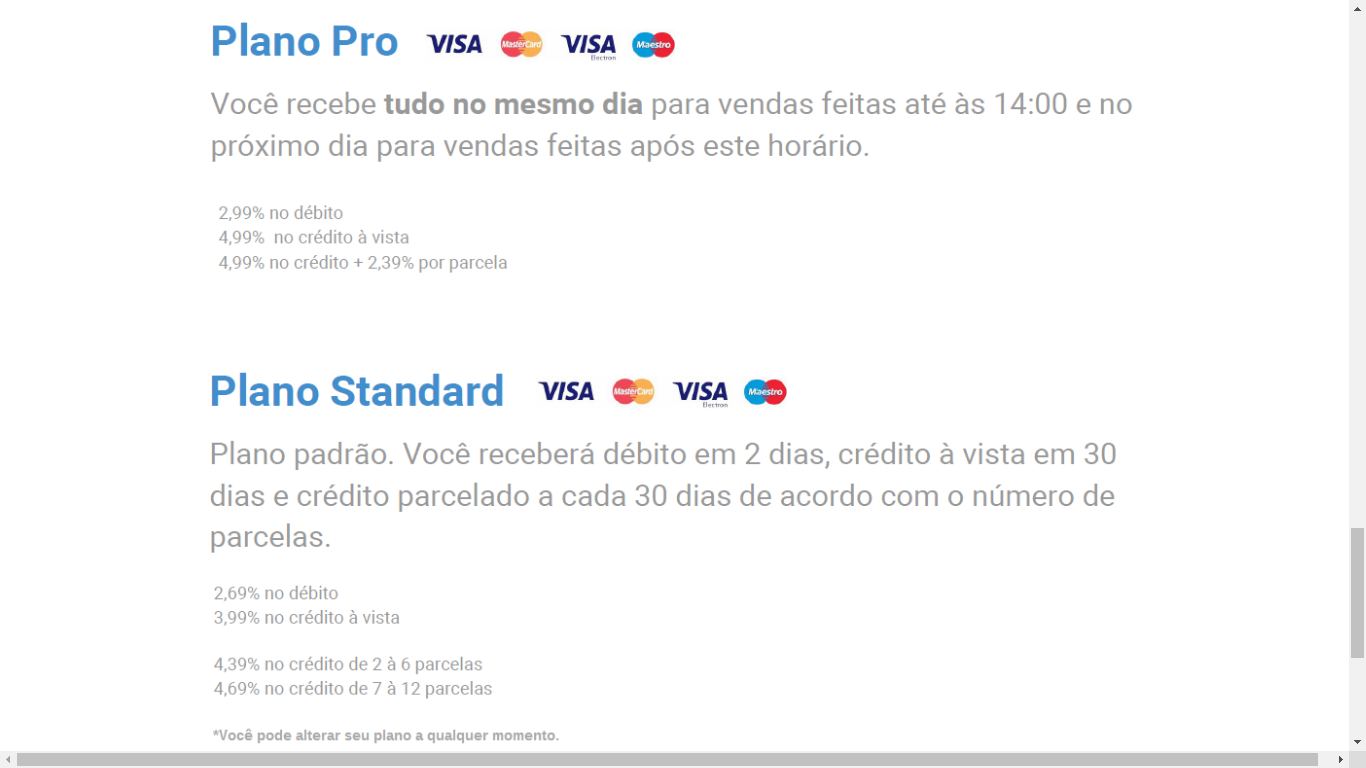 Plano Pro VISA MasterCard VISA Electron Maestro
Você recebe tudo no mesmo dia para vendas feitas até às 14:00 e no
próximo dia para vendas feitas após este horário.
2,99% no débito
4,99% no crédito à vista
4,99% no crédito + 2,39% por parcela
Plano Standard VISA MasterCard VISA Electron Maestro
Plano padrão. Você receberá débito em 2 dias, crédito à vista em 30
dias e crédito parcelado a cada 30 dias de acordo com o número de
parcelas.
2,69% no débito
3,99% no crédito à vista
4,39% no crédito de 2 à 6 parcelas
4,69% no crédito de 7 à 12 parcelas
*Você pode alterar seu plano a qualquer momento.